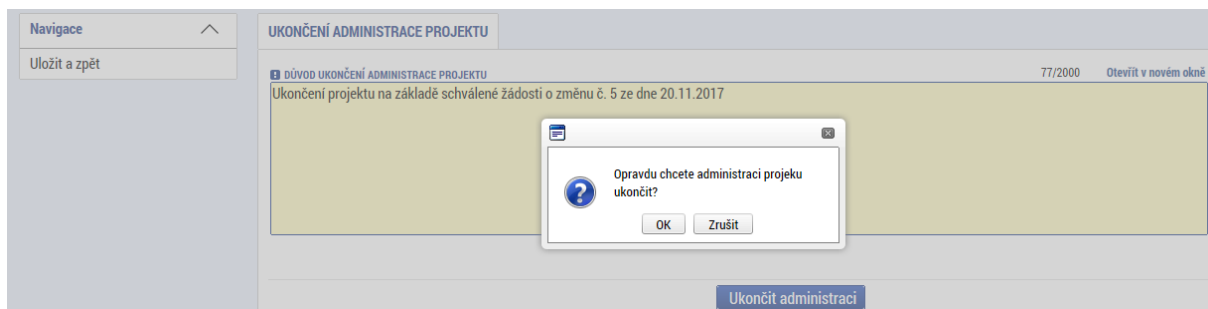 Navigace
Uložit a zpět
UKONČENÍ ADMINISTRACE PROJEKTU
DŮVOD UKONČENÍ ADMINISTRACE PROJEKTU
77/2000
Otevřít v novém okně
Ukončení projektu na základě schválené žádosti o změnu č. 5 ze dne 20.11.2017
Opravdu chcete administraci projeku
ukončit?
OK
Zrušit
Ukončit administraci